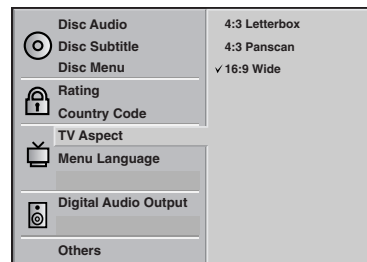 Disc Audio
Disc Subtitle
Disc Menu
Rating
Country Code
TV Aspect
Menu Language
Digital Audio Output
Others
4:3 Letterbox
4:3 Panscan
✓ 16:9 Wide